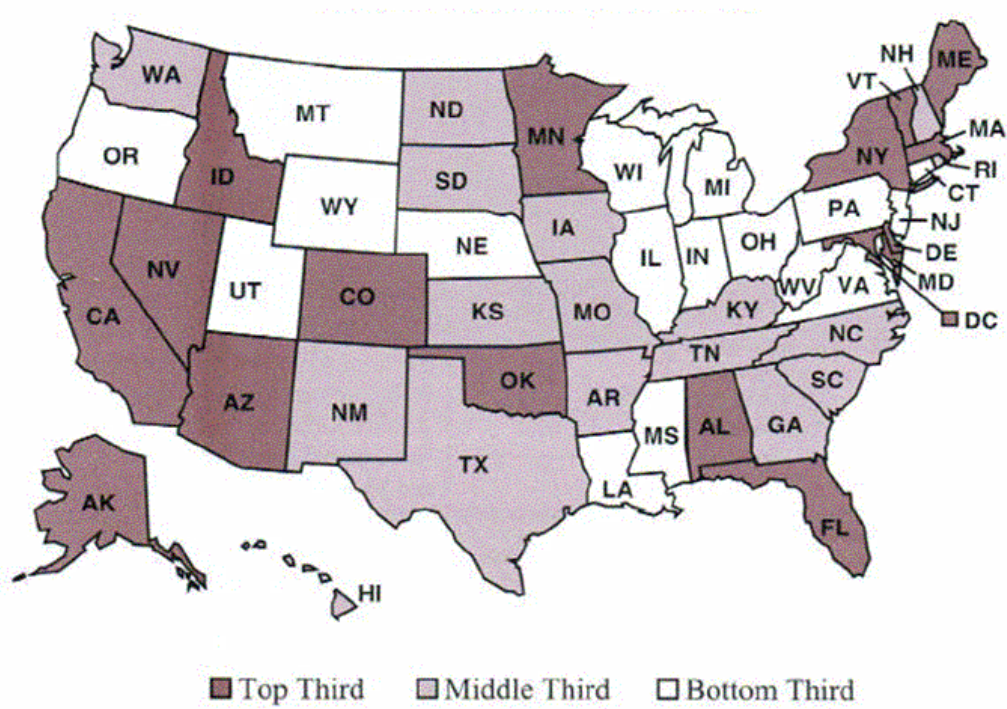 NH
ME
VT
WA
MT
ND
MN
MA
OR
ID
SD
WI
NY
RI
WY
MI
CT
IA
PA
NJ
NE
OH
NV
UT
IL
IN
DE
CO
WV
VA
MD
CA
KS
MO
KY
DC
TN
NC
OK
AZ
AR
SC
NM
MS
AL
GA
TX
LA
AK
FL
HI
Top Third Middle Third Bottom Third